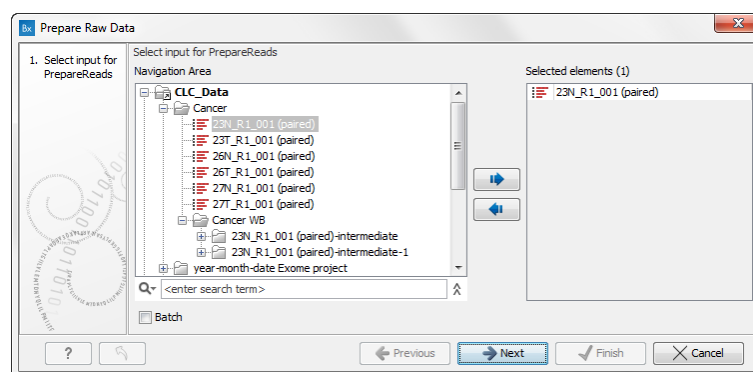 Bx Prepare Raw Data
1. Select input for
PrepareReads
Select input for PrepareReads
Navigation Area
CLC_Data
Cancer
23N_R1_001 (paired)
23T_R1_001 (paired)
26N_R1_001 (paired)
26T_R1_001 (paired)
27N_R1_001 (paired)
27T_R1_001 (paired)
Cancer WB
23N_R1_001 (paired)-intermediate
23N_R1_001 (paired)-intermediate-1
year-month-date Exome project
<enter search term>
Batch
Selected elements (1)
23N_R1_001 (paired)
?
Previous
Next
Finish
Cancel